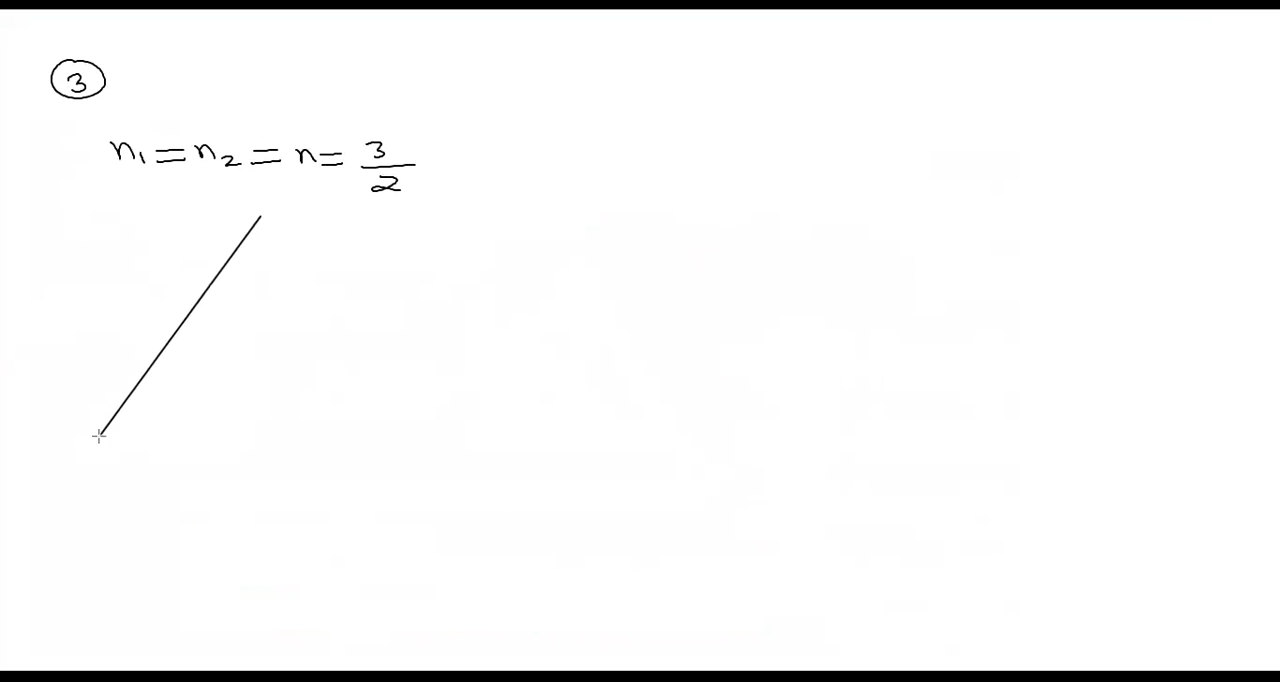 3
n₁ = n₂ = n = 3/2